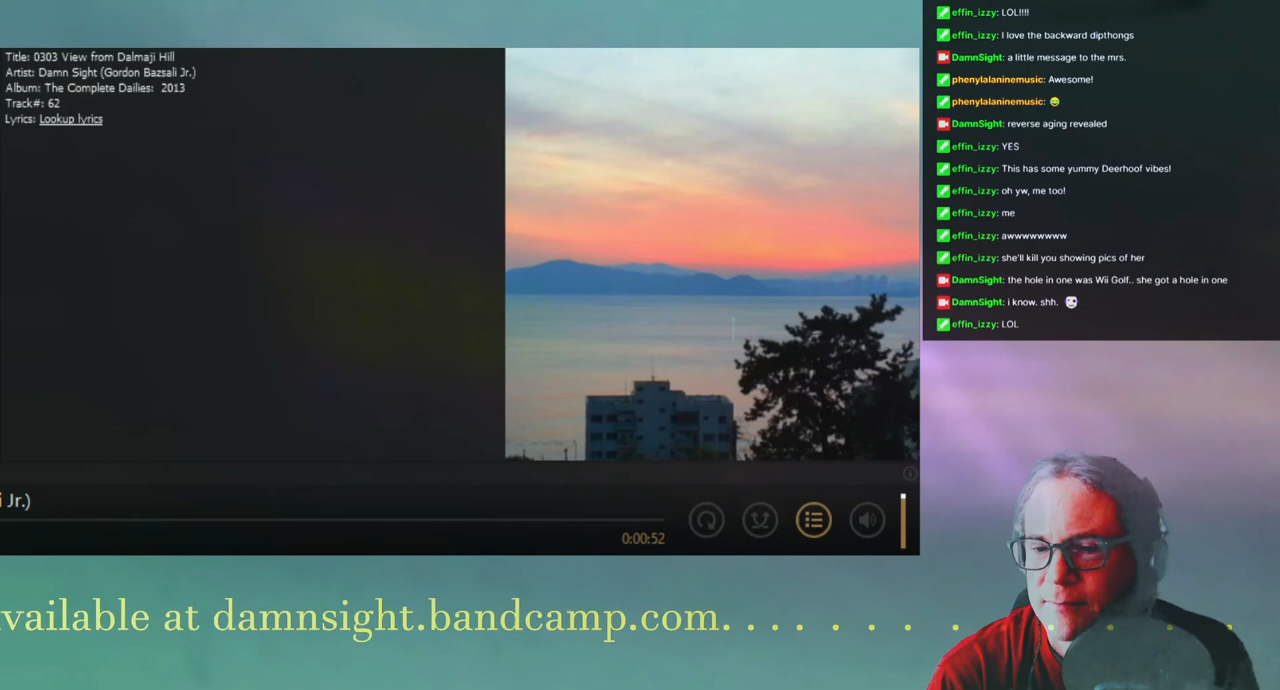 Title: 0303 View from Dalmaji Hill
Artist: Damn Sight (Gordon Bazsali Jr.)
Album: The Complete Dailies: 2013
Track#: 62
Lyrics: Lookup lyrics
i Jr.)
0:00:52
vailable at damnsight.bandcamp.com. . . . . . . . . . . . .
effin_izzy: LOL!!!!
effin_izzy: I love the backward dipthongs
DamnSight: a little message to the mrs.
phenylalaninemusic: Awesome!
phenylalaninemusic:
DamnSight: reverse aging revealed
effin_izzy: YES
effin_izzy: This has some yummy Deerhoof vibes!
effin_izzy: oh yw, me too!
effin_izzy: me
effin_izzy: awwwwwwww
effin_izzy: she'll kill you showing pics of her
DamnSight: the hole in one was Wii Golf.. she got a hole in one
DamnSight: i know. shh.
effin_izzy: LOL